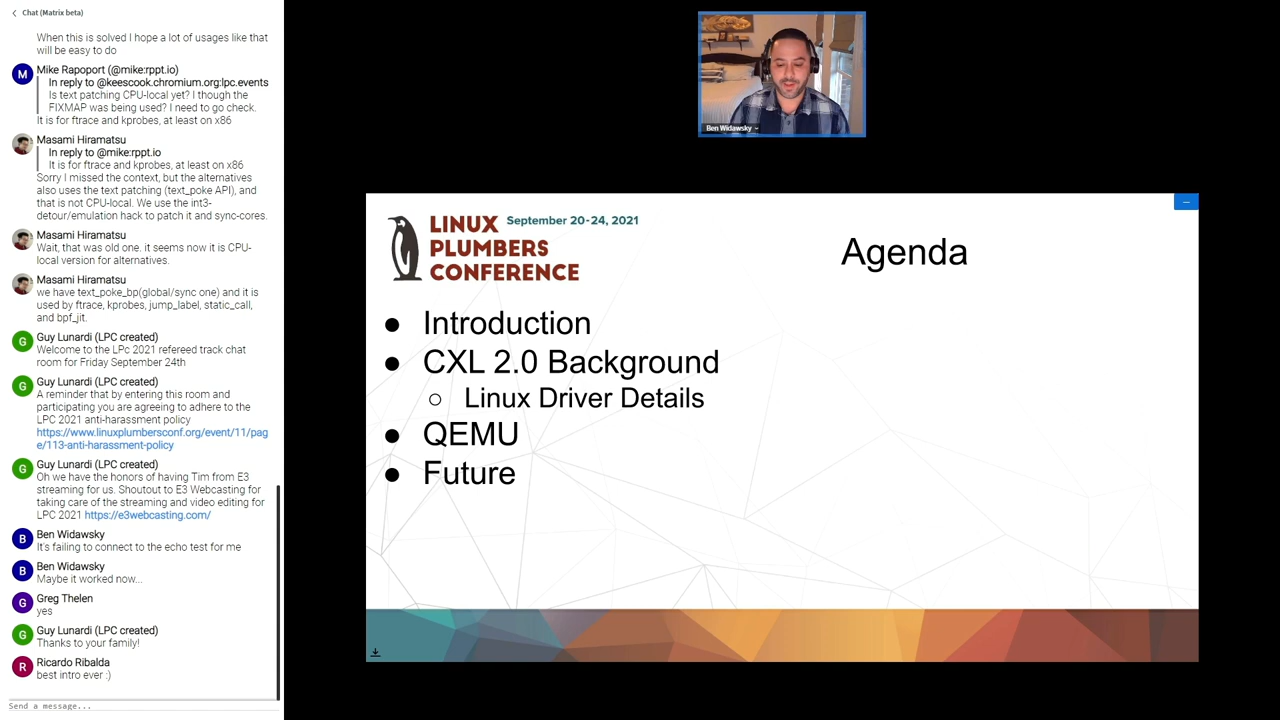 Chat (Matrix beta)
When this is solved I hope a lot of usages like that
will be easy to do
M
Mike Rapoport (@mike:rppt.io)
In reply to @keescook.chromium.org:lpc.events
Is text patching CPU-local yet? I though the
FIXMAP was being used? I need to go check.
It is for ftrace and kprobes, at least on x86
Masami Hiramatsu
In reply to @mike:rppt.io
It is for ftrace and kprobes, at least on x86
Sorry I missed the context, but the alternatives
also uses the text patching (text_poke API), and
that is not CPU-local. We use the int3-
detour/emulation hack to patch it and sync-cores.
Masami Hiramatsu
Wait, that was old one. it seems now it is CPU-
local version for alternatives.
Masami Hiramatsu
we have text_poke_bp(global/sync one) and it is
used by ftrace, kprobes, jump_label, static_call,
and bpf_jit.
G
Guy Lunardi (LPC created)
Welcome to the LPc 2021 refereed track chat
room for Friday September 24th
G
Guy Lunardi (LPC created)
A reminder that by entering this room and
participating you are agreeing to adhere to the
LPC 2021 anti-harassment policy
https://www.linuxplumbersconf.org/event/11/pag
e/113-anti-harassment-policy
G
Guy Lunardi (LPC created)
Oh we have the honors of having Tim from E3
streaming for us. Shoutout to E3 Webcasting for
taking care of the streaming and video editing for
LPC 2021 https://e3webcasting.com/
B
Ben Widawsky
It's failing to connect to the echo test for me
B
Ben Widawsky
Maybe it worked now...
G
Greg Thelen
yes
G
Guy Lunardi (LPC created)
Thanks to your family!
R
Ricardo Ribalda
best intro ever :)
Send a message...
Ben Widawsky
LINUX September 20-24, 2021
PLUMBERS
CONFERENCE
Agenda
● Introduction
● CXL 2.0 Background
○ Linux Driver Details
● QEMU
● Future